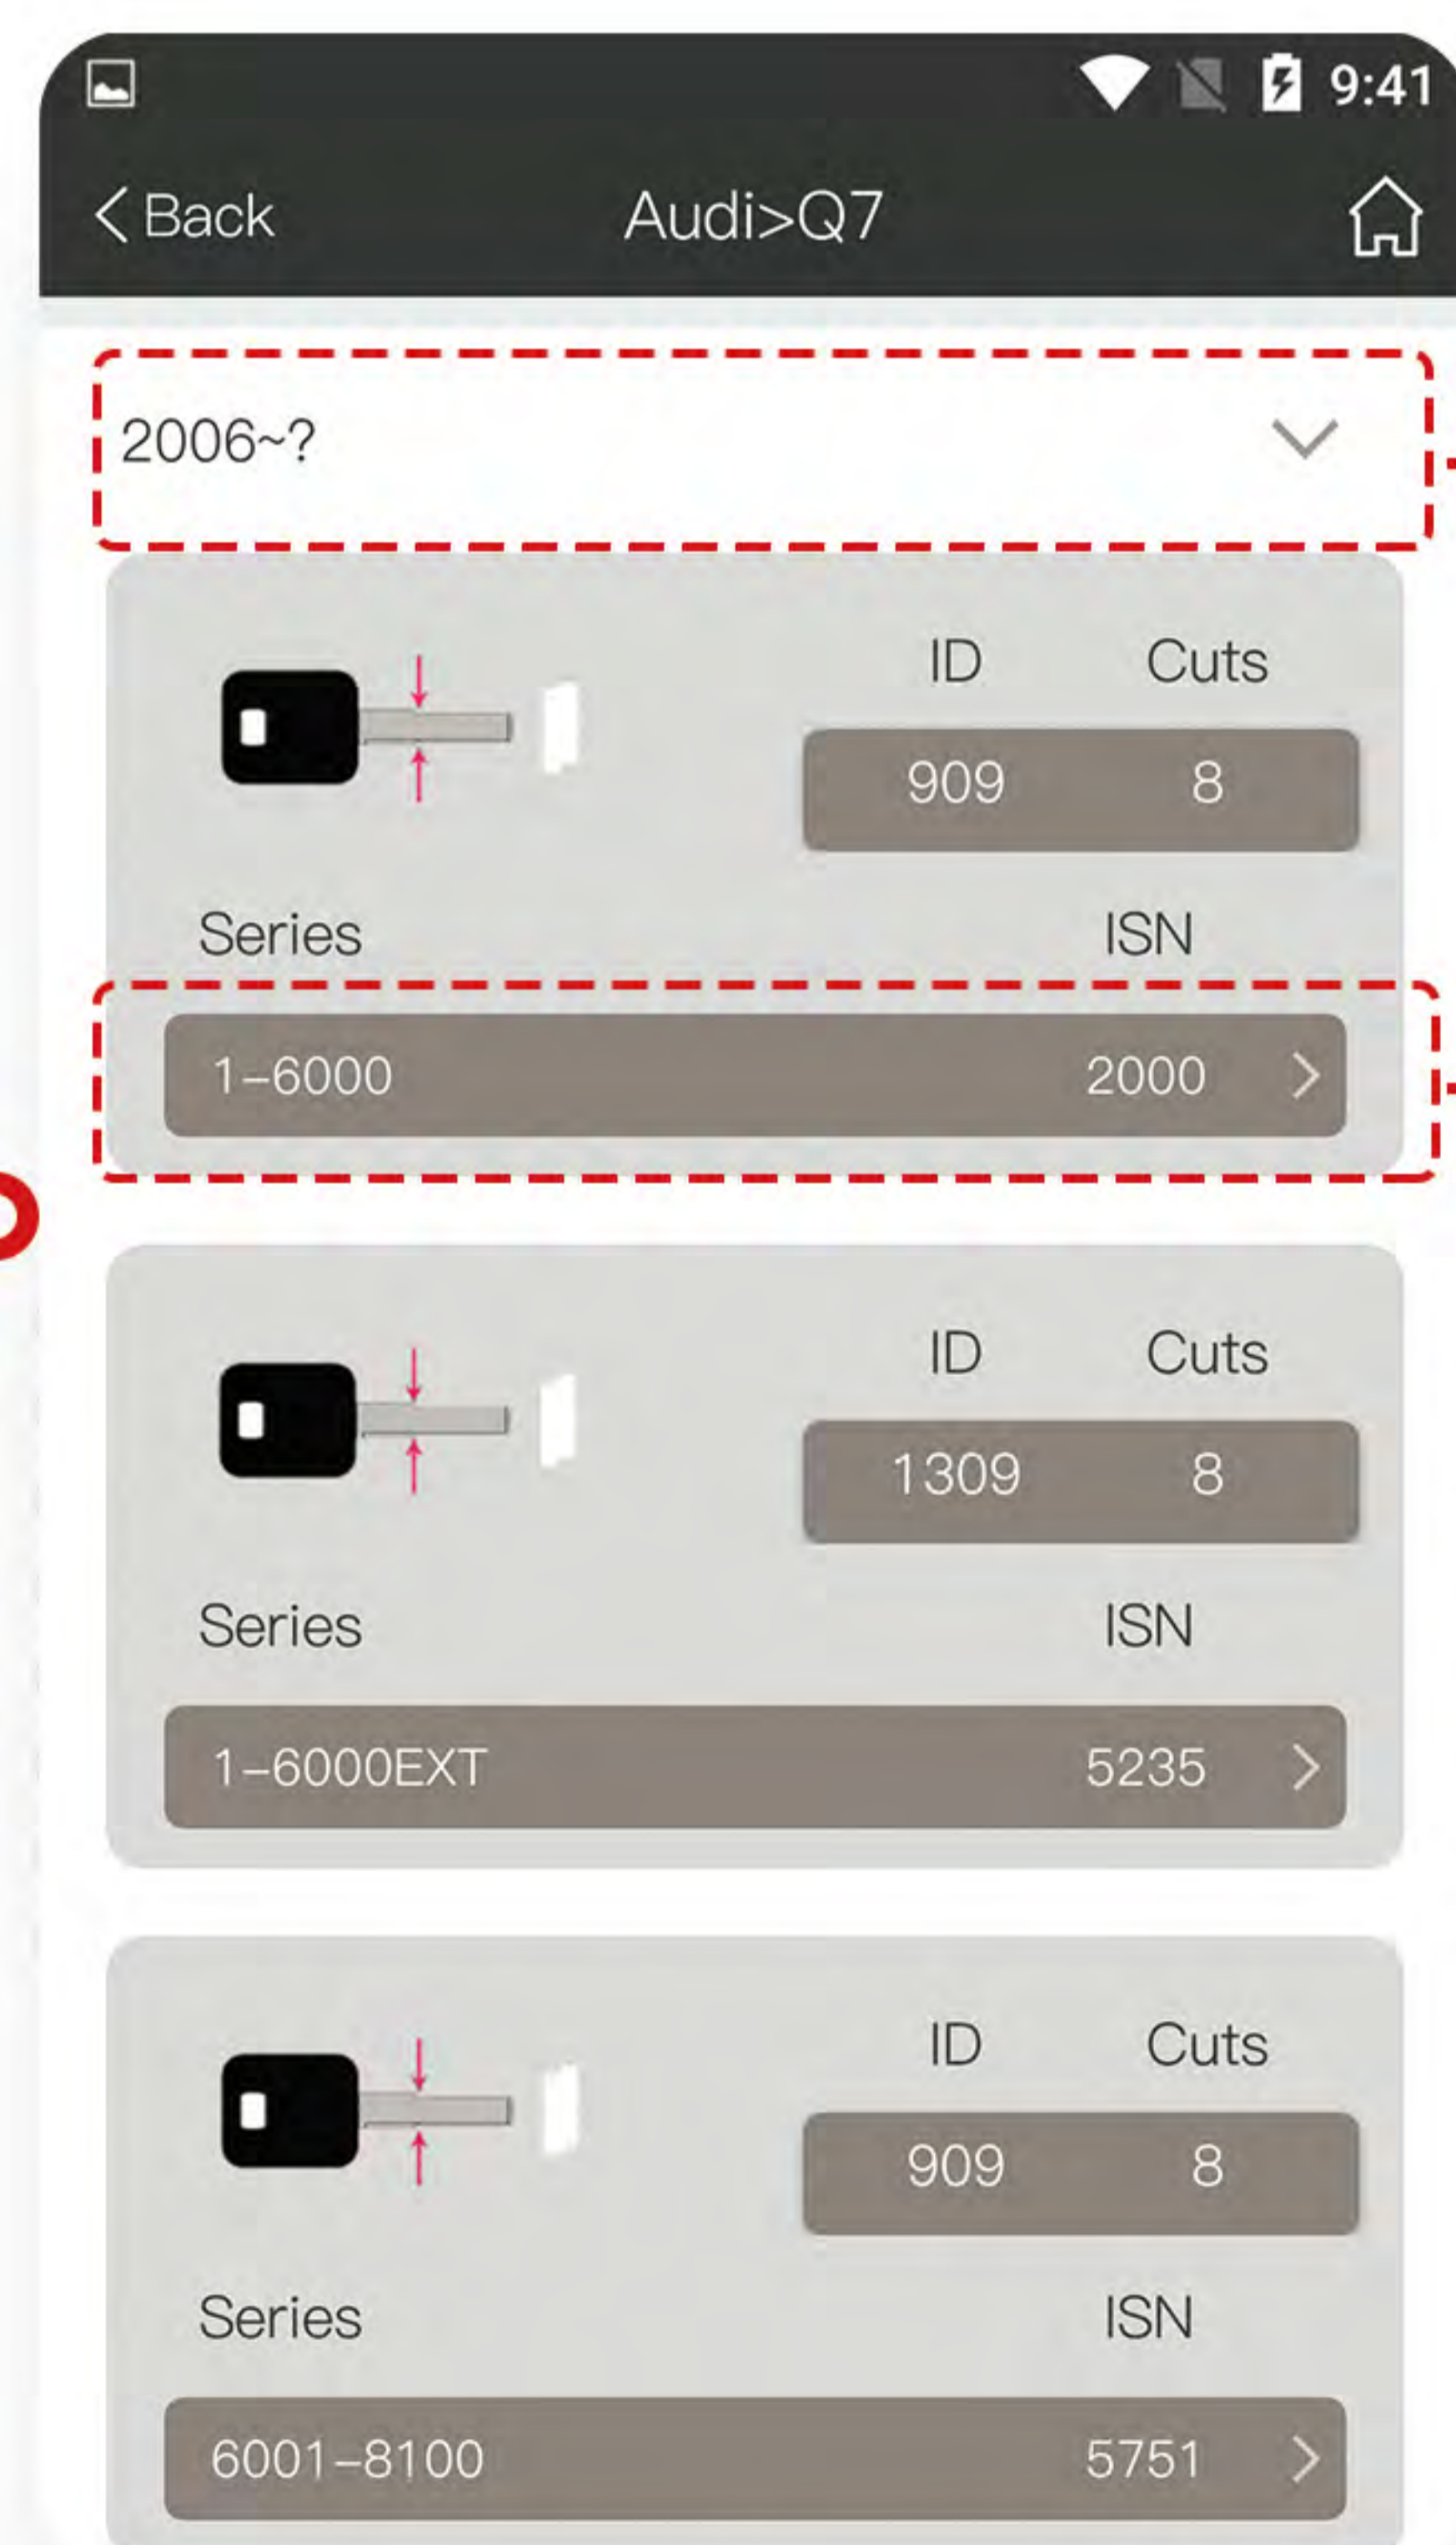 9:41
Back Audi>Q7
2006~?
ID Cuts
909 8
Series ISN
1-6000 2000
ID Cuts
1309 8
Series ISN
1-6000EXT 5235
ID Cuts
909 8
Series ISN
6001-8100 5751